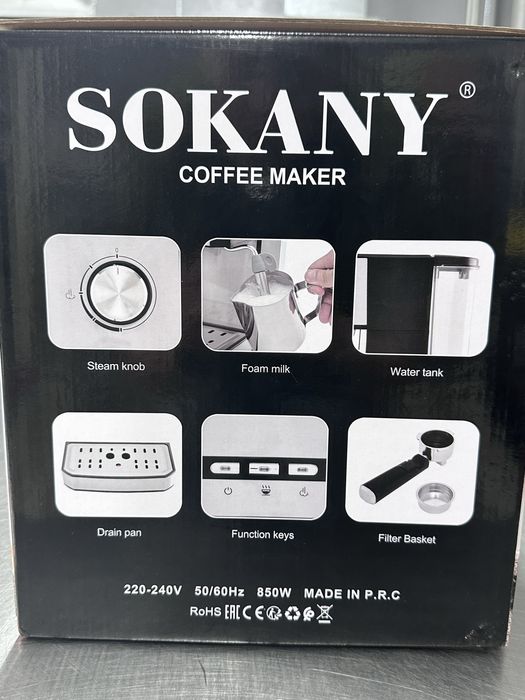 SOKANY®
COFFEE MAKER
Steam knob
Foam milk
Water tank
Drain pan
Function keys
Filter Basket
220-240V 50/60Hz 850W MADE IN P.R.C
RoHS EAC CE